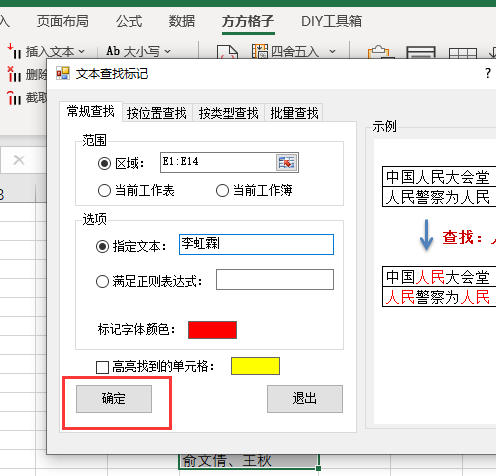 入 页面布局 公式 数据 方方格子 DIY工具箱
插入文本 Ab 大小写 四舍五入
删除
截取
文本查找标记 ?
常规查找 按位置查找 按类型查找 批量查找
范围
区域： E1:E14
当前工作表 当前工作簿
选项
指定文本： 李虹霖
满足正则表达式：
标记字体颜色：
高亮找到的单元格：
确定 退出
示例
中国人民大会堂
人民警察为人民
查找：
中国人民大会堂
人民警察为人民
俞文倩、王秋